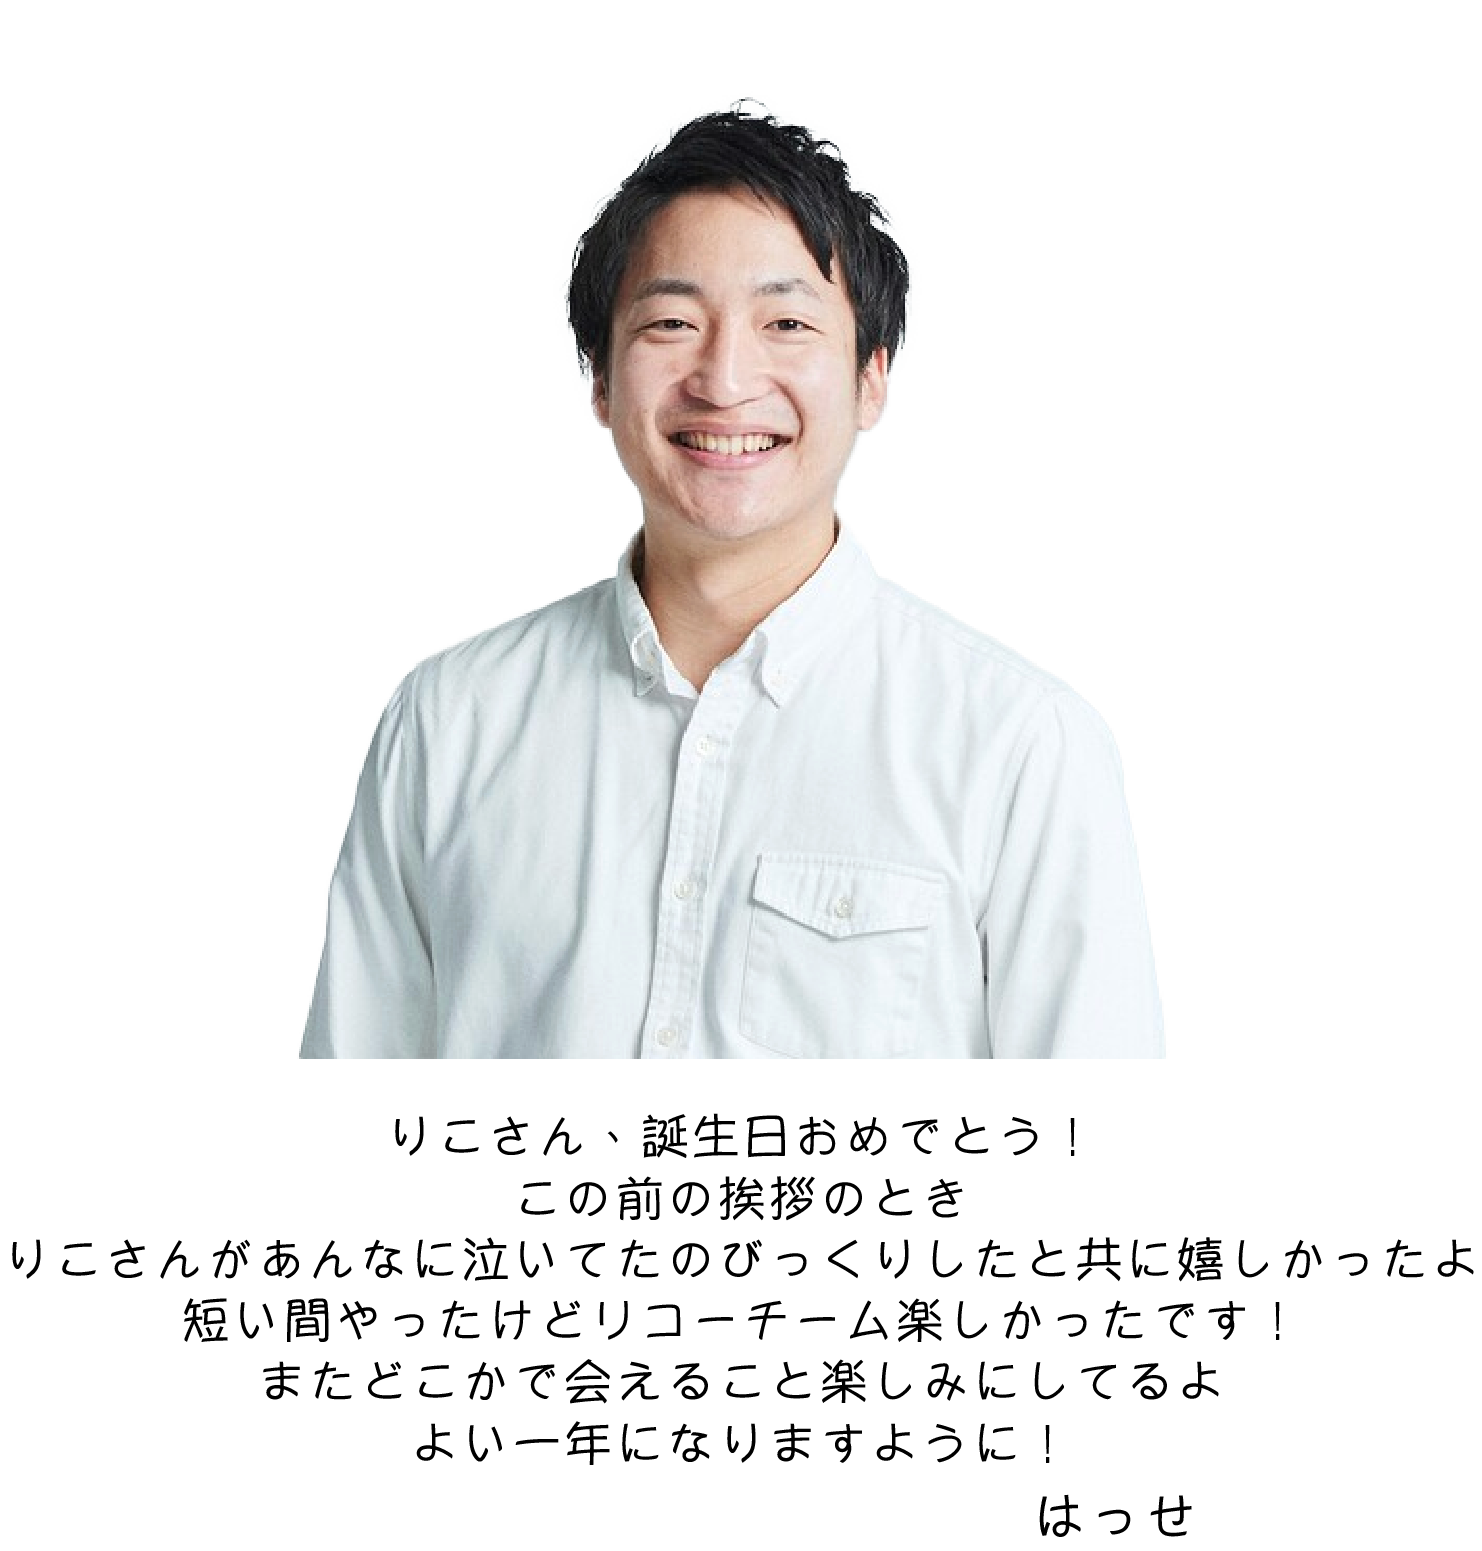 りこさん、誕生日おめでとう！
この前の挨拶のとき
りこさんがあんなに泣いてたのびっくりしたと共に嬉しかったよ
短い間やったけどリコーチーム楽しかったです！
またどこかで会えること楽しみにしてるよ
よい一年になりますように！
はっせ